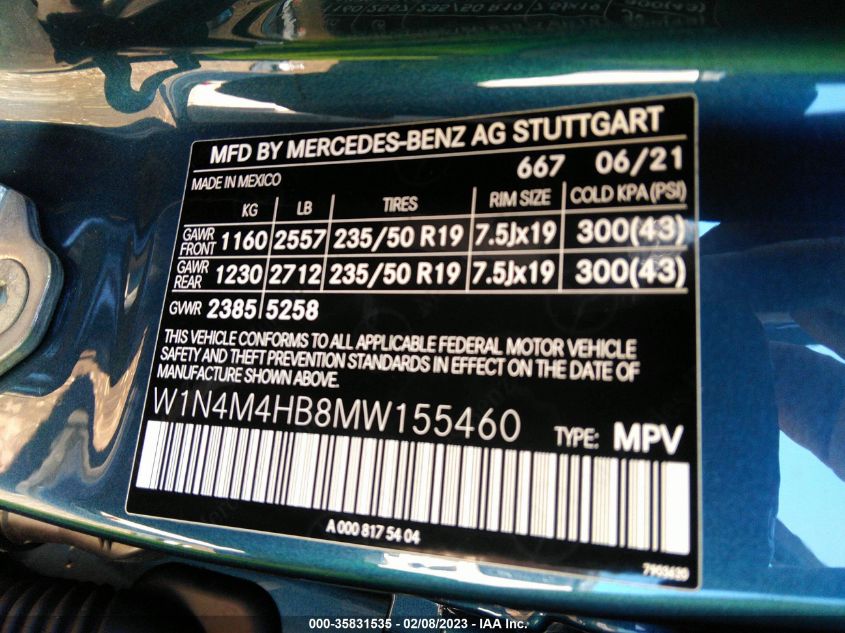 MFD BY MERCEDES-BENZ AG STUTTGART
667 06/21
MADE IN MEXICO
KG LB TIRES RIM SIZE COLD KPA (PSI)
GAWR FRONT 1160 2557 235/50 R19 7.5Jx19 300(43)
GAWR REAR 1230 2712 235/50 R19 7.5Jx19 300(43)
GVWR 2385 5258
THIS VEHICLE CONFORMS TO ALL APPLICABLE FEDERAL MOTOR VEHICLE
SAFETY AND THEFT PREVENTION STANDARDS IN EFFECT ON THE DATE OF
MANUFACTURE SHOWN ABOVE.
W1N4M4HB8MW155460 TYPE: MPV
A 000 817 54 04
7903620
000-35831535 — 02/08/2023 — IAA Inc.